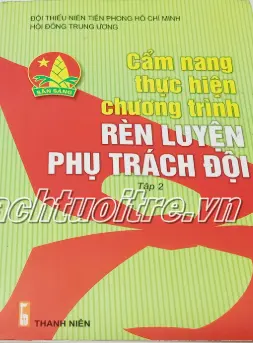 ĐỘI THIẾU NIÊN TIỀN PHONG HỒ CHÍ MINH
HỘI ĐỒNG TRUNG ƯƠNG
SẴN SÀNG
Cẩm nang
thực hiện
chương trình
RÈN LUYỆN
PHỤ TRÁCH ĐỘI
Tập 2
achtuoitre.vn
THANH NIÊN